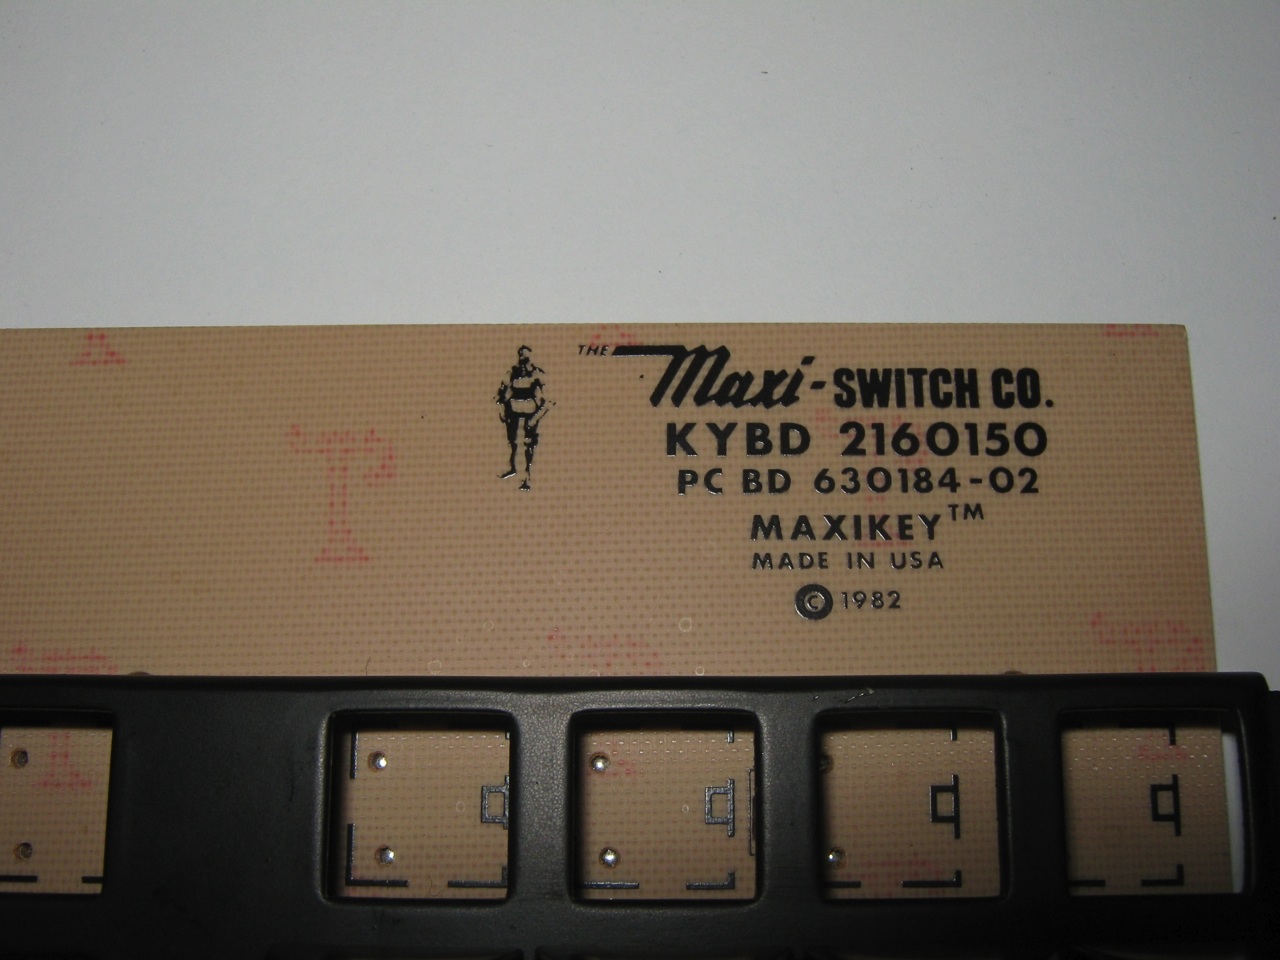 THE Maxi-SWITCH CO.
KYBD 2160150
PC BD 630184-02
MAXIKEY™
MADE IN USA
© 1982